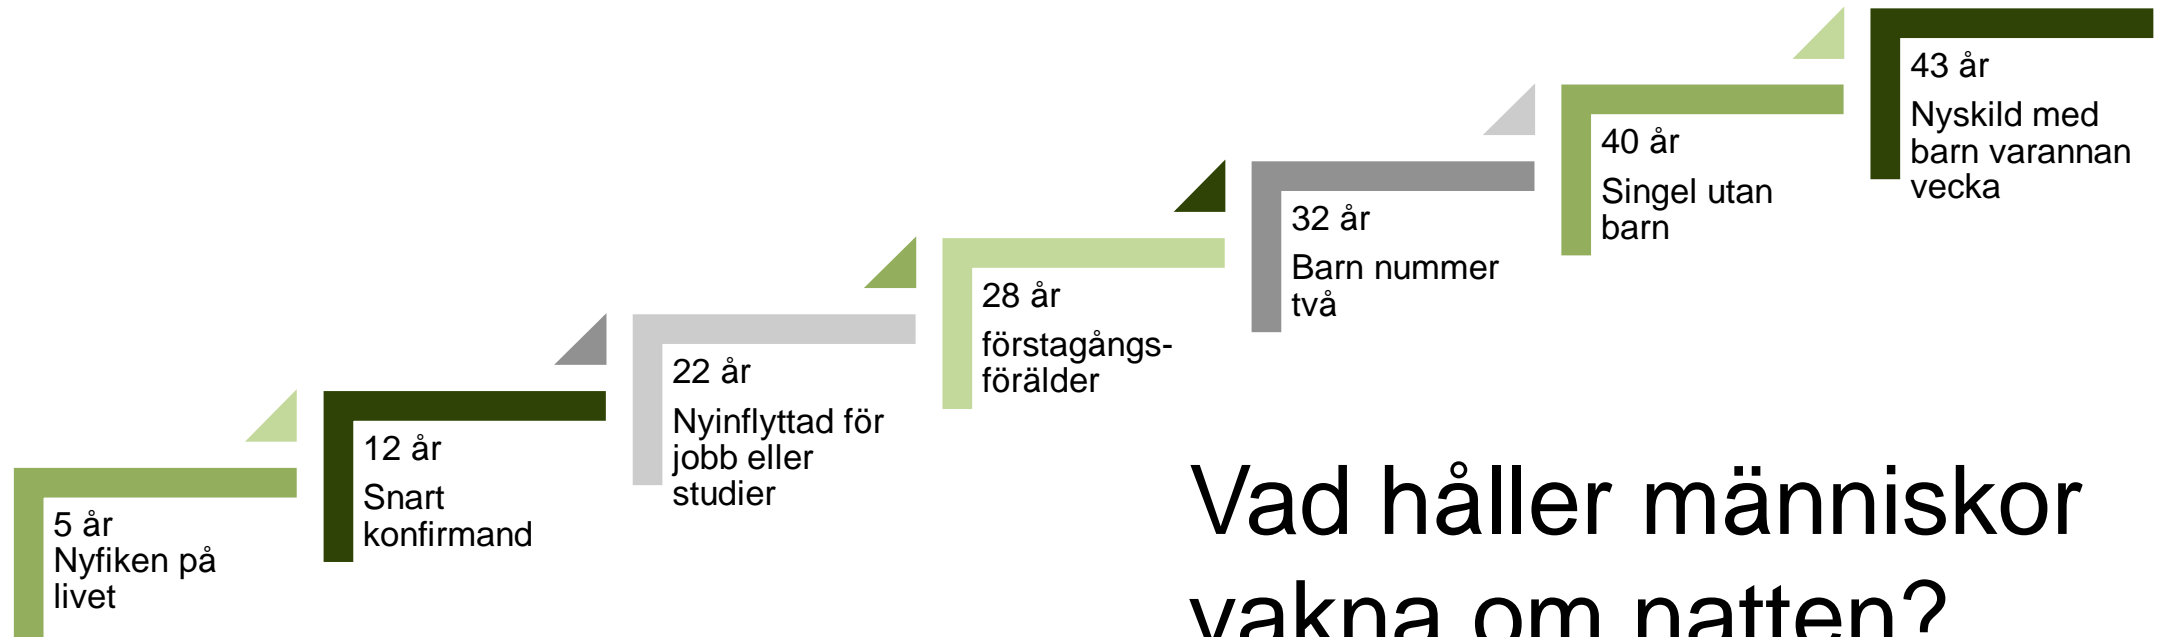 5 år
Nyfiken på
livet
12 år
Snart
konfirmand
22 år
Nyinflyttad för
jobb eller
studier
28 år
förstagångs-
förälder
32 år
Barn nummer
två
40 år
Singel utan
barn
43 år
Nyskild med
barn varannan
vecka
Vad håller människor
vakna om natten?